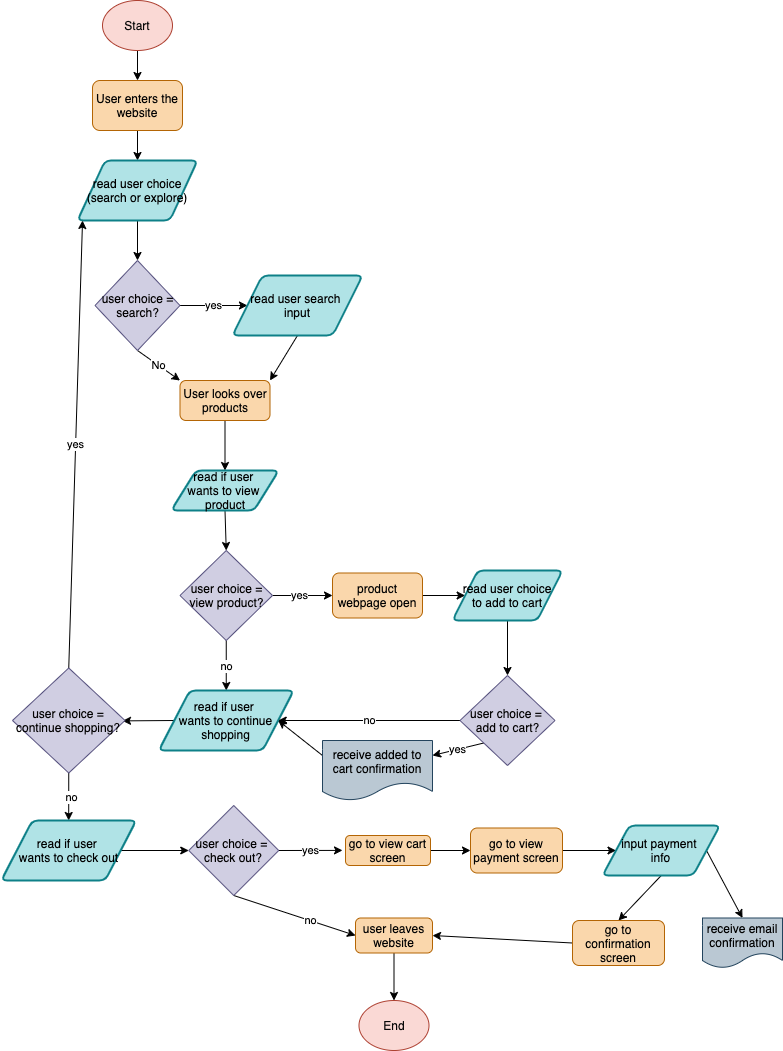 Start
User enters the
website
read user choice
(search or explore)
user choice =
search?
yes
read user search
input
No
User looks over
products
yes
read if user
wants to view
product
user choice =
view product?
yes
product
webpage open
read user choice
to add to cart
no
read if user
wants to continue
shopping
no
user choice =
add to cart?
user choice =
continue shopping?
yes
receive added to
cart confirmation
no
read if user
wants to check out
user choice =
check out?
yes
go to view cart
screen
go to view
payment screen
input payment
info
no
user leaves
website
go to
confirmation
screen
receive email
confirmation
End